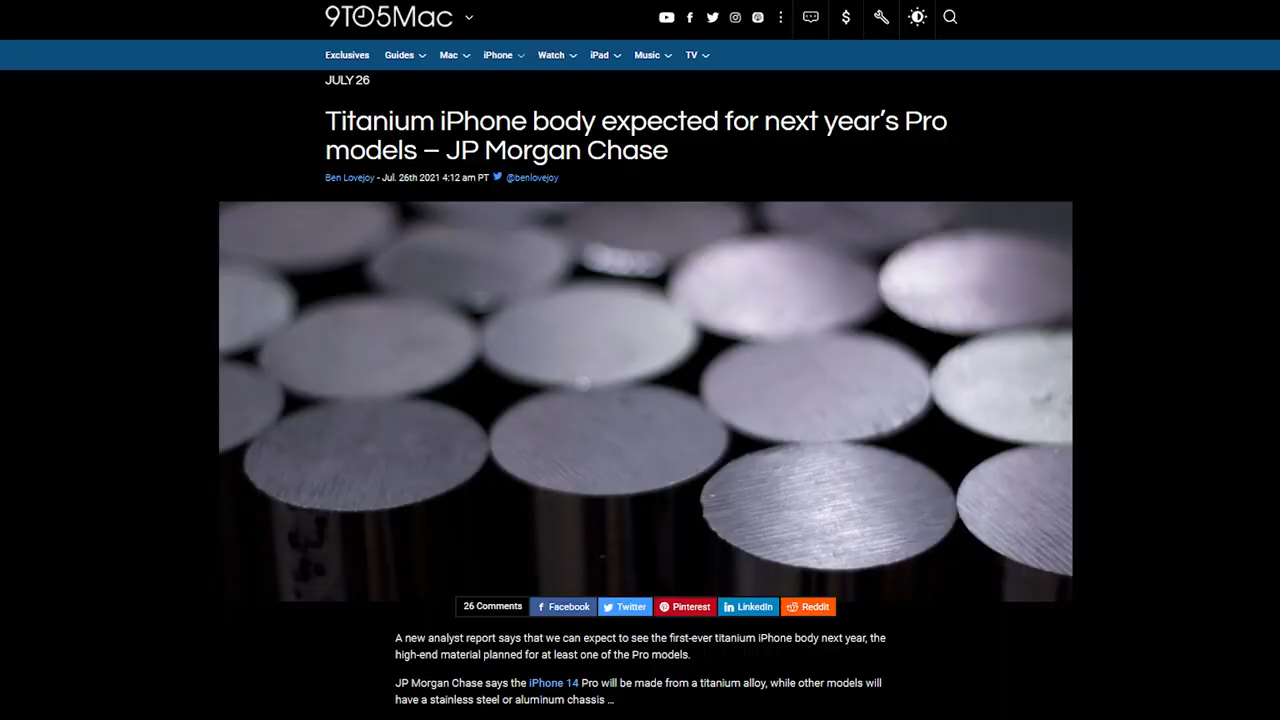 9TO5Mac
Exclusives Guides Mac iPhone Watch iPad Music TV
JULY 26
Titanium iPhone body expected for next year's Pro
models – JP Morgan Chase
Ben Lovejoy - Jul. 26th 2021 4:12 am PT @benlovejoy
26 Comments Facebook Twitter Pinterest LinkedIn Reddit
A new analyst report says that we can expect to see the first-ever titanium iPhone body next year, the
high-end material planned for at least one of the Pro models.
JP Morgan Chase says the iPhone 14 Pro will be made from a titanium alloy, while other models will
have a stainless steel or aluminum chassis ...